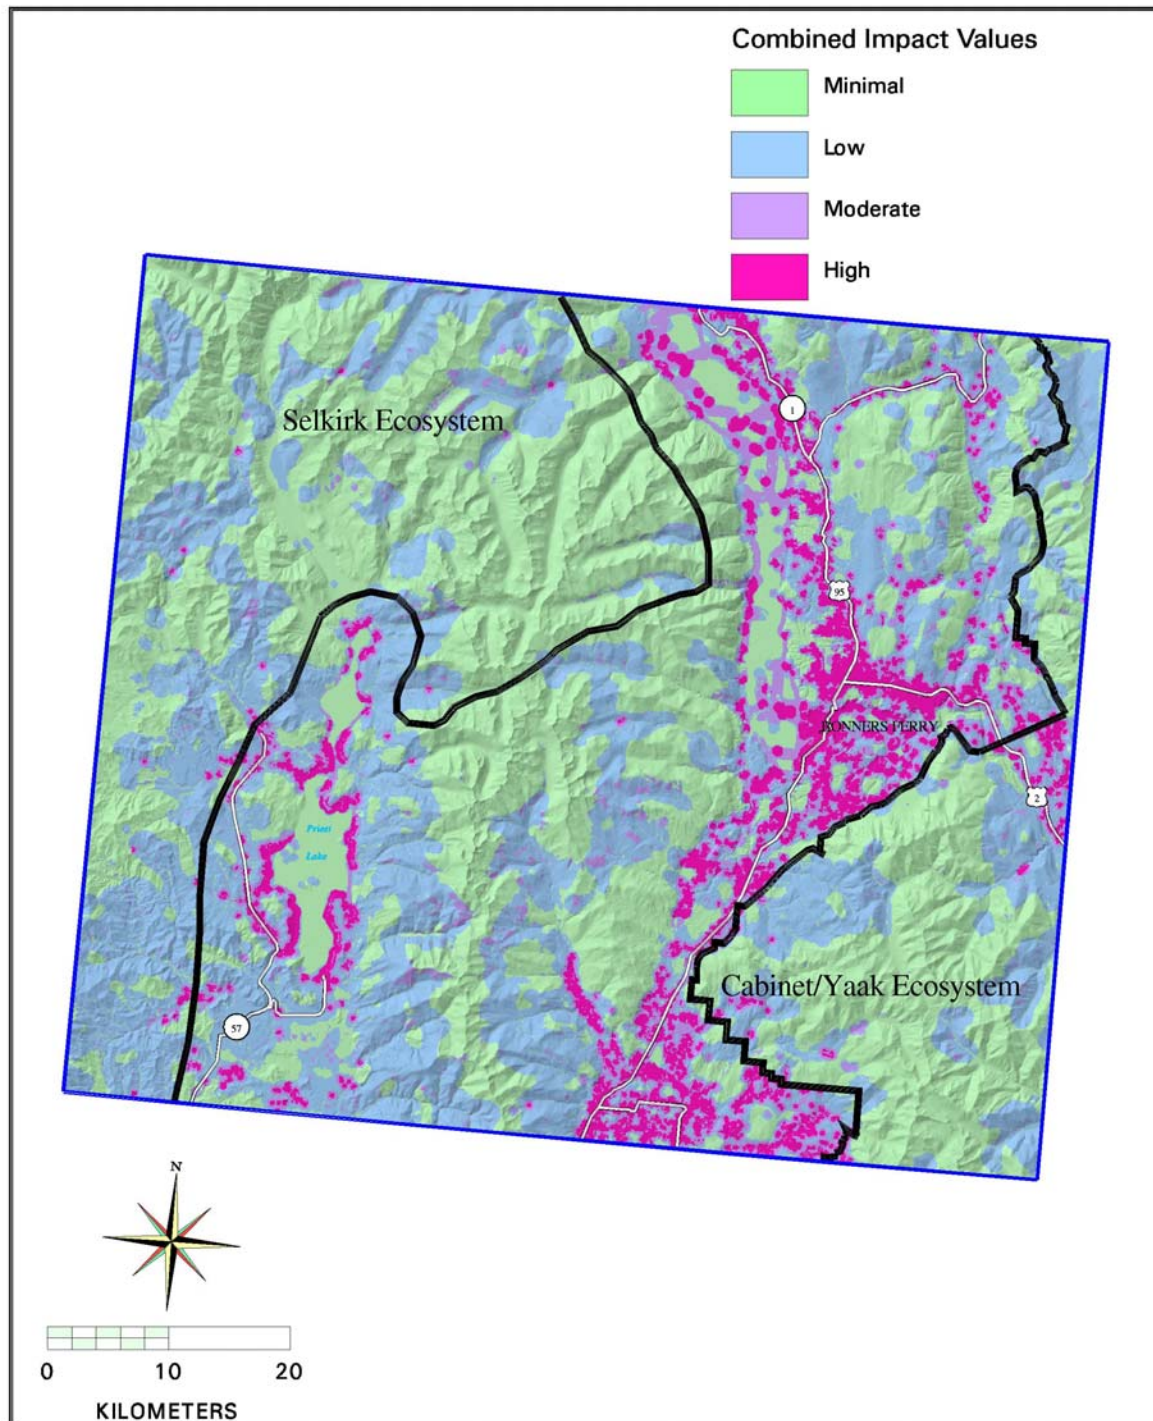 Combined Impact Values
Minimal
Low
Moderate
High
Selkirk Ecosystem
1
95
BONNERS FERRY
2
Priest
Lake
Cabinet/Yaak Ecosystem
57
N
0 10 20
KILOMETERS